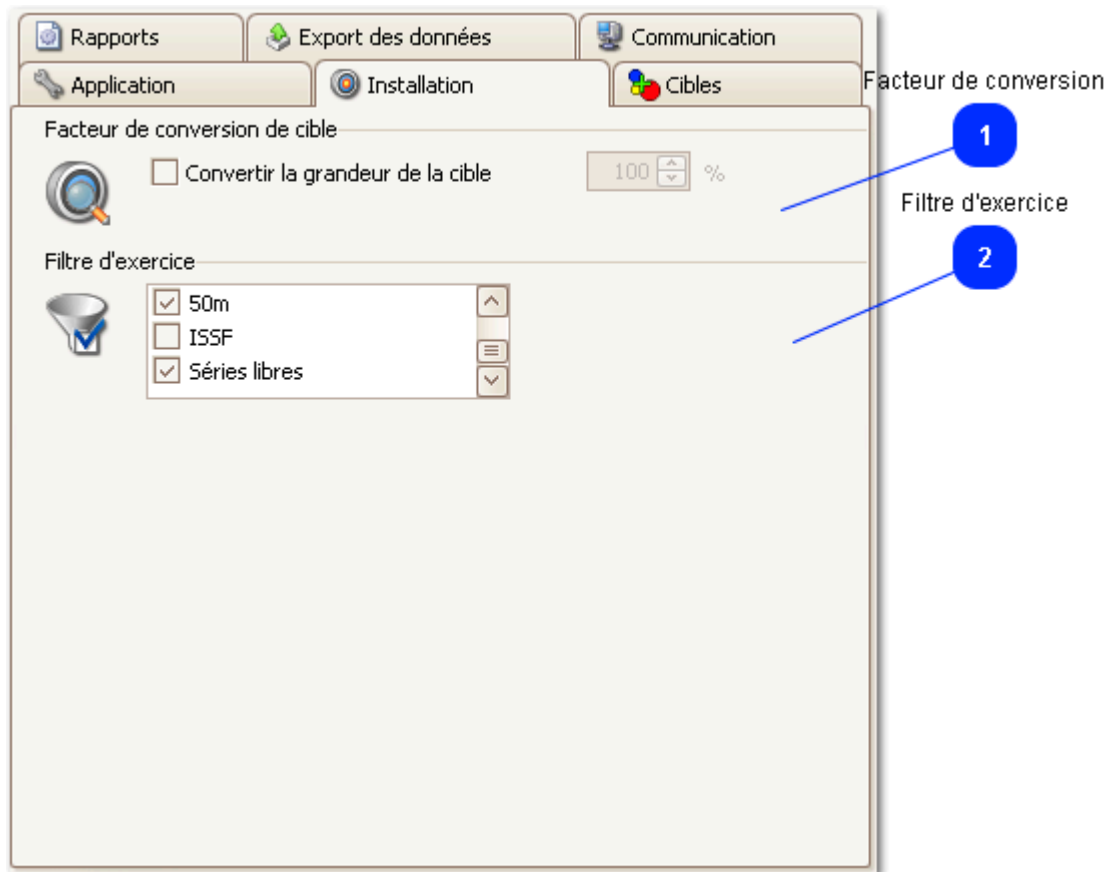 Rapports
Export des données
Communication
Application
Installation
Cibles
Facteur de conversion
1
Facteur de conversion de cible
Convertir la grandeur de la cible
100 %
Filtre d'exercice
2
Filtre d'exercice
50m
ISSF
Séries libres